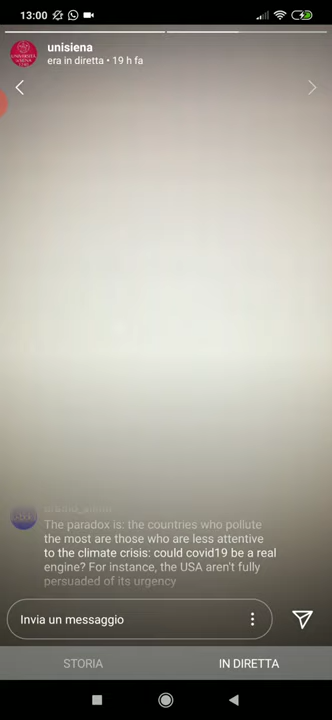 13:00
unisiena
era in diretta • 19 h fa
The paradox is: the countries who pollute
the most are those who are less attentive
to the climate crisis: could covid19 be a real
engine? For instance, the USA aren't fully
persuaded of its urgency
Invia un messaggio
STORIA
IN DIRETTA